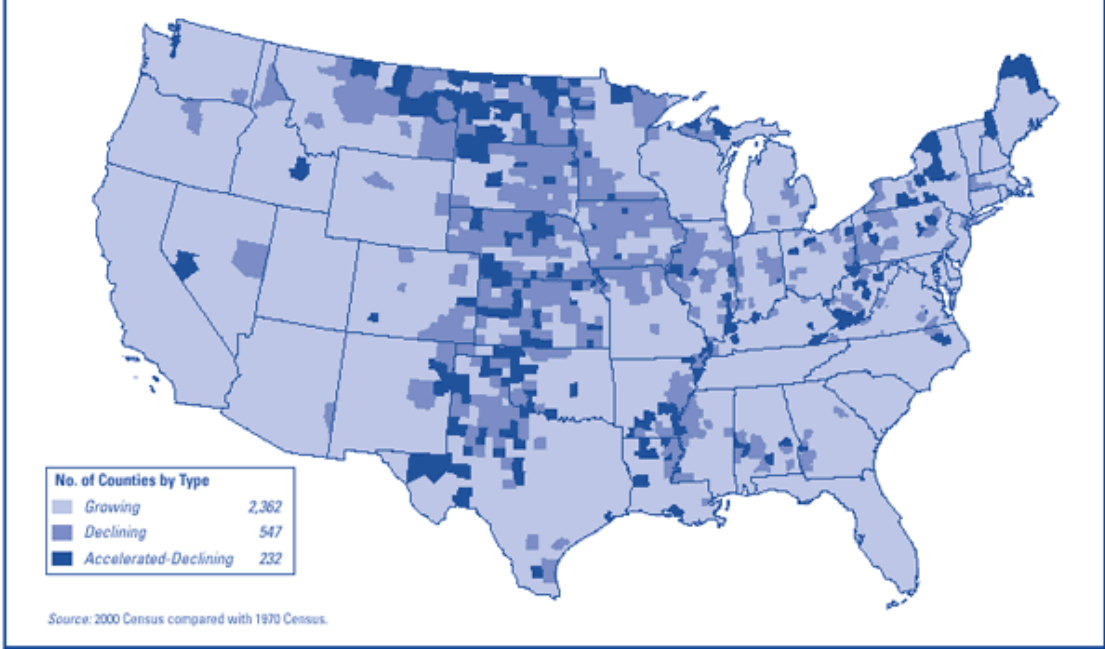 No. of Counties by Type
Growing 2,362
Declining 547
Accelerated-Declining 232
Source: 2000 Census compared with 1970 Census.